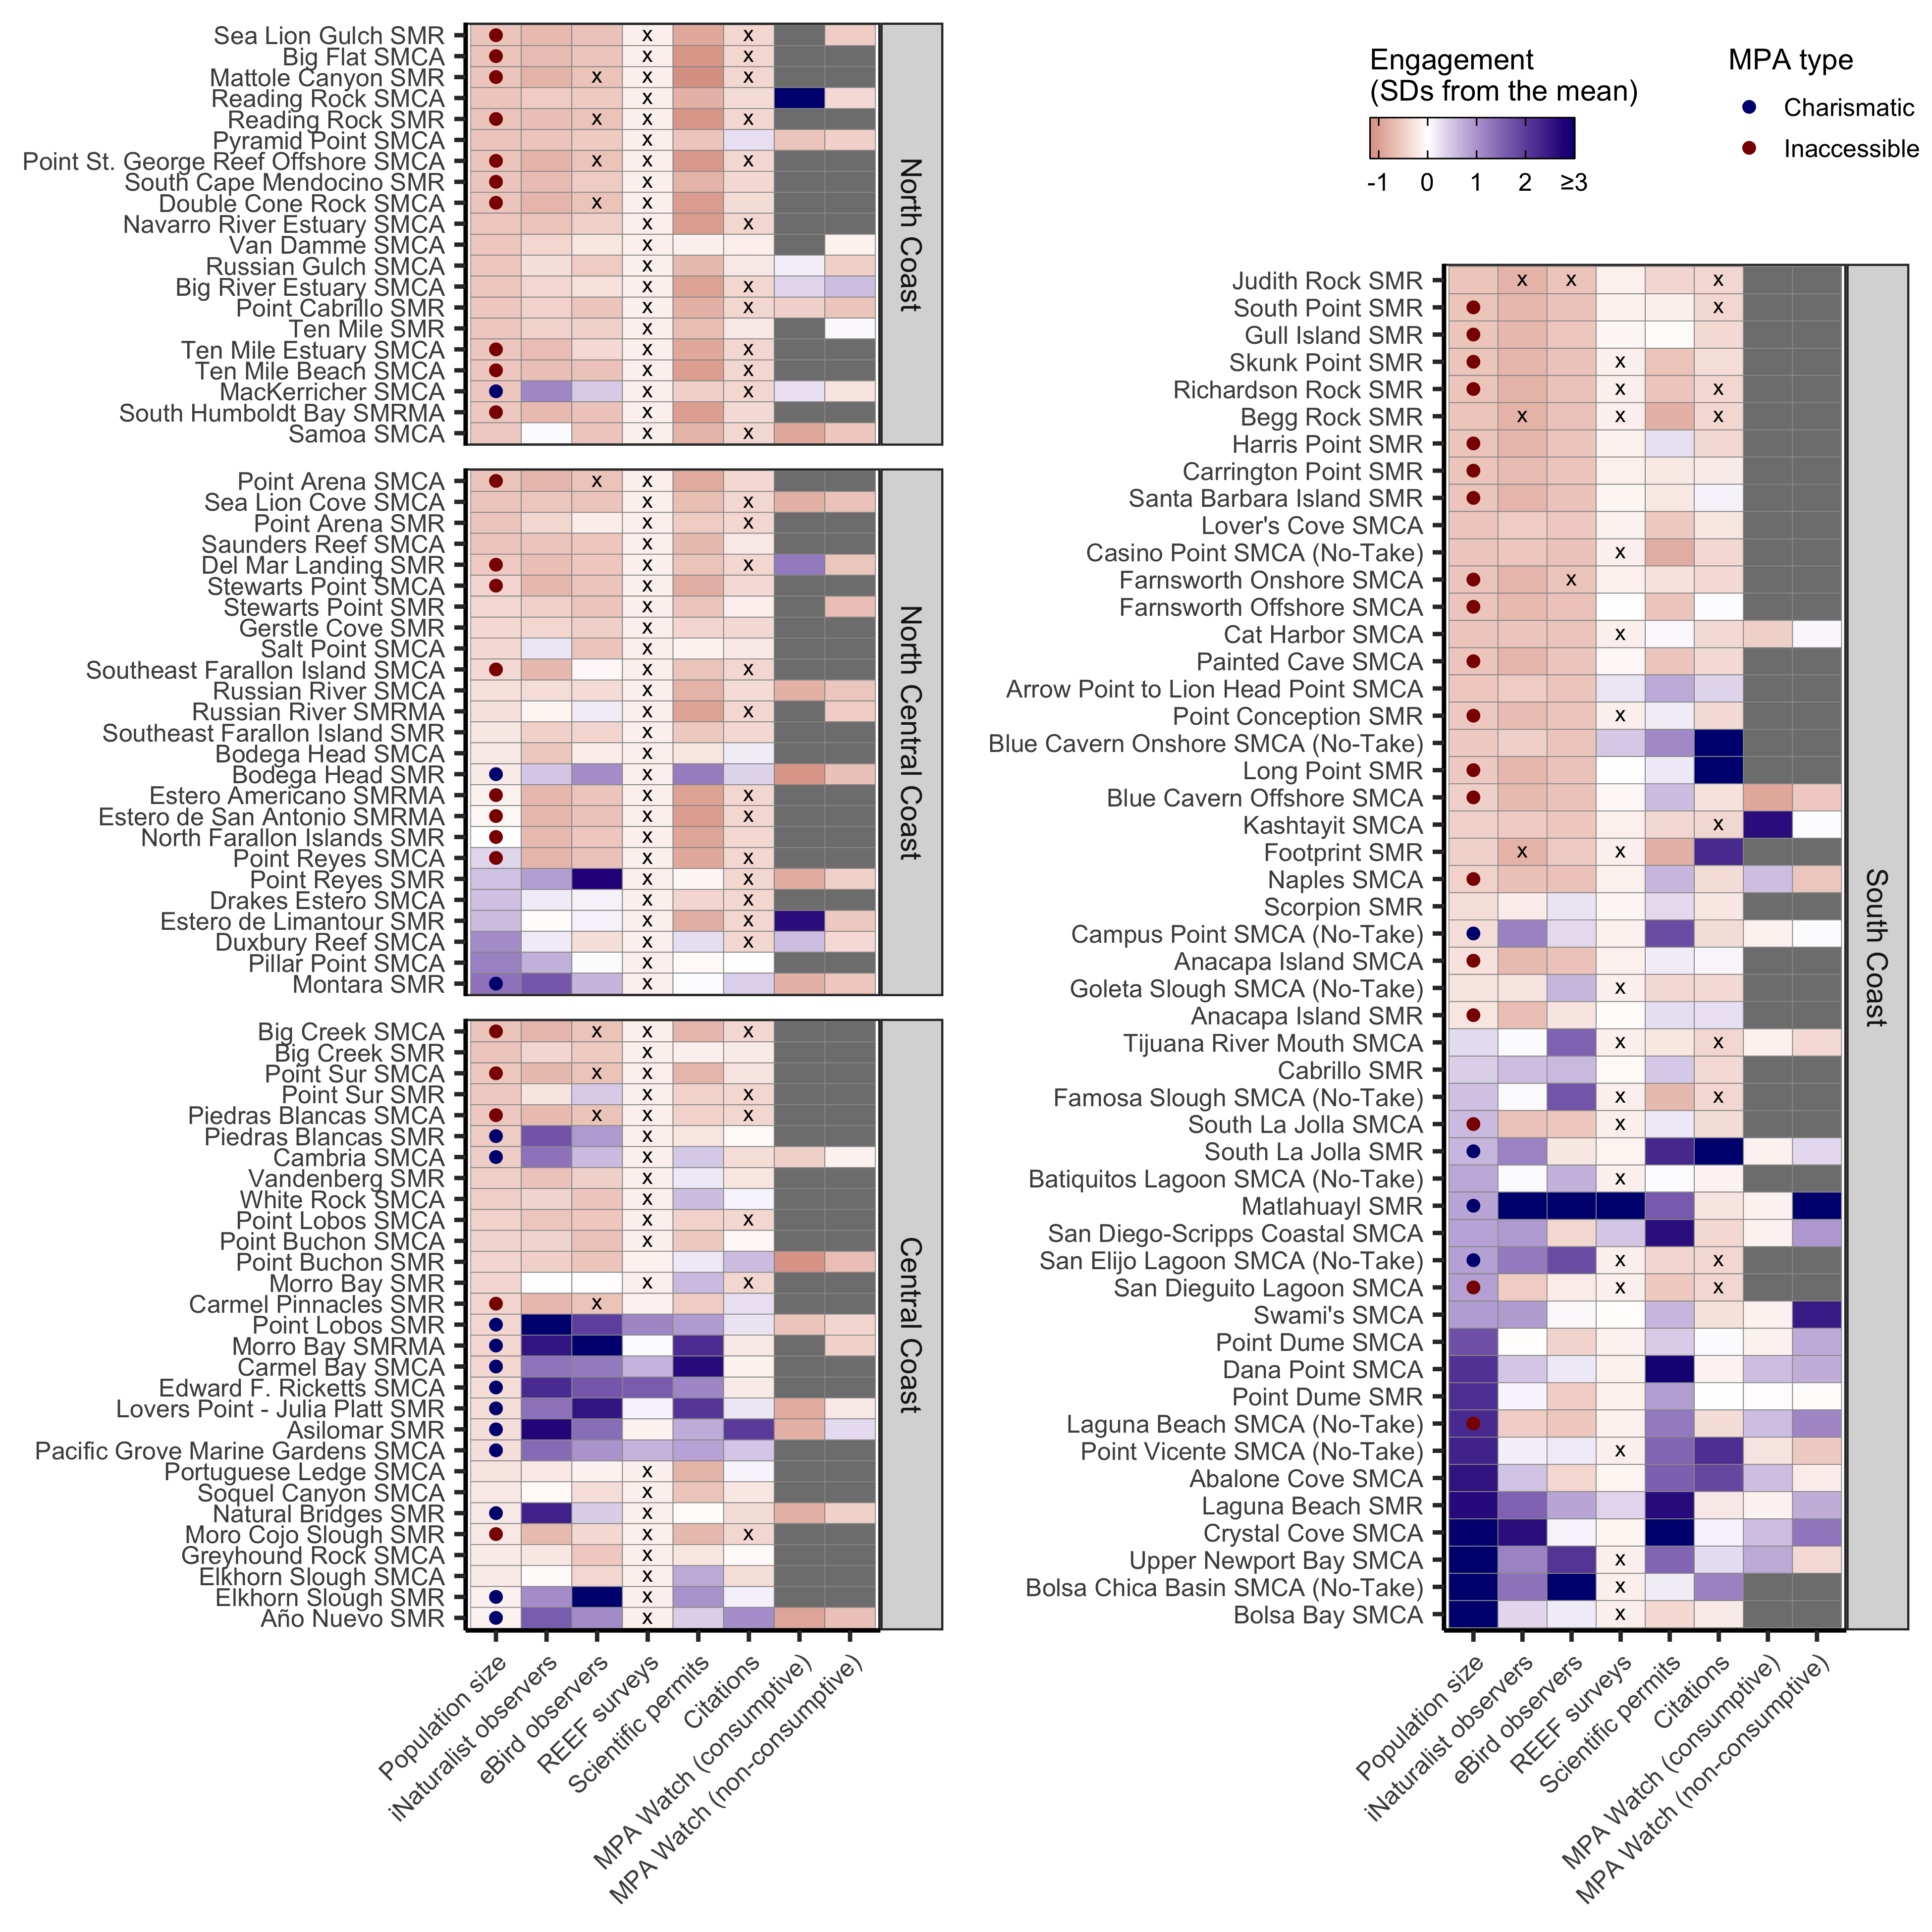 Sea Lion Gulch SMR x x
Big Flat SMCA x x
Mattole Canyon SMR x x x
Reading Rock SMCA x
Reading Rock SMR x x x
Pyramid Point SMCA x
Point St. George Reef Offshore SMCA x x x
South Cape Mendocino SMR x
Double Cone Rock SMCA x x
Navarro River Estuary SMCA x x
Van Damme SMCA x
Russian Gulch SMCA x
Big River Estuary SMCA x x
Point Cabrillo SMR x x
Ten Mile SMR x
Ten Mile Estuary SMCA x x
Ten Mile Beach SMCA x x
MacKerricher SMCA x x
South Humboldt Bay SMRMA x
Samoa SMCA x x
North Coast
Point Arena SMCA x x
Sea Lion Cove SMCA x x
Point Arena SMR x x
Saunders Reef SMCA x
Del Mar Landing SMR x x
Stewarts Point SMCA x
Stewarts Point SMR x
Gerstle Cove SMR x
Salt Point SMCA x
Southeast Farallon Island SMCA x x
Russian River SMCA x
Russian River SMRMA x x
Southeast Farallon Island SMR x
Bodega Head SMCA x
Bodega Head SMR x
Estero Americano SMRMA x x
Estero de San Antonio SMRMA x x
North Farallon Islands SMR x
Point Reyes SMCA x x
Point Reyes SMR x x
Drakes Estero SMCA x x
Estero de Limantour SMR x x
Duxbury Reef SMCA x x
Pillar Point SMCA x
Montara SMR x
North Central Coast
Big Creek SMCA x x x
Big Creek SMR x
Point Sur SMCA x x
Point Sur SMR x x
Piedras Blancas SMCA x x x
Piedras Blancas SMR x
Cambria SMCA x
Vandenberg SMR x
White Rock SMCA x
Point Lobos SMCA x x
Point Buchon SMCA x
Point Buchon SMR
Morro Bay SMR x x
Carmel Pinnacles SMR x
Point Lobos SMR
Morro Bay SMRMA
Carmel Bay SMCA
Edward F. Ricketts SMCA
Lovers Point - Julia Platt SMR
Asilomar SMR
Pacific Grove Marine Gardens SMCA
Portuguese Ledge SMCA x
Soquel Canyon SMCA x
Natural Bridges SMR x
Moro Cojo Slough SMR x x
Greyhound Rock SMCA x
Elkhorn Slough SMCA x
Elkhorn Slough SMR x
Año Nuevo SMR x
Central Coast
Population size
iNaturalist observers
eBird observers
REEF surveys
Scientific permits
Citations
MPA Watch (consumptive)
MPA Watch (non-consumptive)
Engagement
(SDs from the mean)
-1 0 1 2 ≥3
MPA type
Charismatic
Inaccessible
Judith Rock SMR x x x
South Point SMR x
Gull Island SMR
Skunk Point SMR x
Richardson Rock SMR x x
Begg Rock SMR x x x
Harris Point SMR
Carrington Point SMR
Santa Barbara Island SMR
Lover's Cove SMCA
Casino Point SMCA (No-Take) x
Farnsworth Onshore SMCA x
Farnsworth Offshore SMCA
Cat Harbor SMCA x
Painted Cave SMCA
Arrow Point to Lion Head Point SMCA
Point Conception SMR x
Blue Cavern Onshore SMCA (No-Take)
Long Point SMR
Blue Cavern Offshore SMCA
Kashtayit SMCA x
Footprint SMR x x
Naples SMCA
Scorpion SMR
Campus Point SMCA (No-Take)
Anacapa Island SMCA
Goleta Slough SMCA (No-Take) x
Anacapa Island SMR
Tijuana River Mouth SMCA x x
Cabrillo SMR
Famosa Slough SMCA (No-Take) x x
South La Jolla SMCA x
South La Jolla SMR
Batiquitos Lagoon SMCA (No-Take) x
Matlahuayl SMR
San Diego-Scripps Coastal SMCA
San Elijo Lagoon SMCA (No-Take) x x
San Dieguito Lagoon SMCA x x
Swami's SMCA
Point Dume SMCA
Dana Point SMCA
Point Dume SMR
Laguna Beach SMCA (No-Take)
Point Vicente SMCA (No-Take) x
Abalone Cove SMCA
Laguna Beach SMR
Crystal Cove SMCA
Upper Newport Bay SMCA x
Bolsa Chica Basin SMCA (No-Take) x
Bolsa Bay SMCA x
South Coast
Population size
iNaturalist observers
eBird observers
REEF surveys
Scientific permits
Citations
MPA Watch (consumptive)
MPA Watch (non-consumptive)